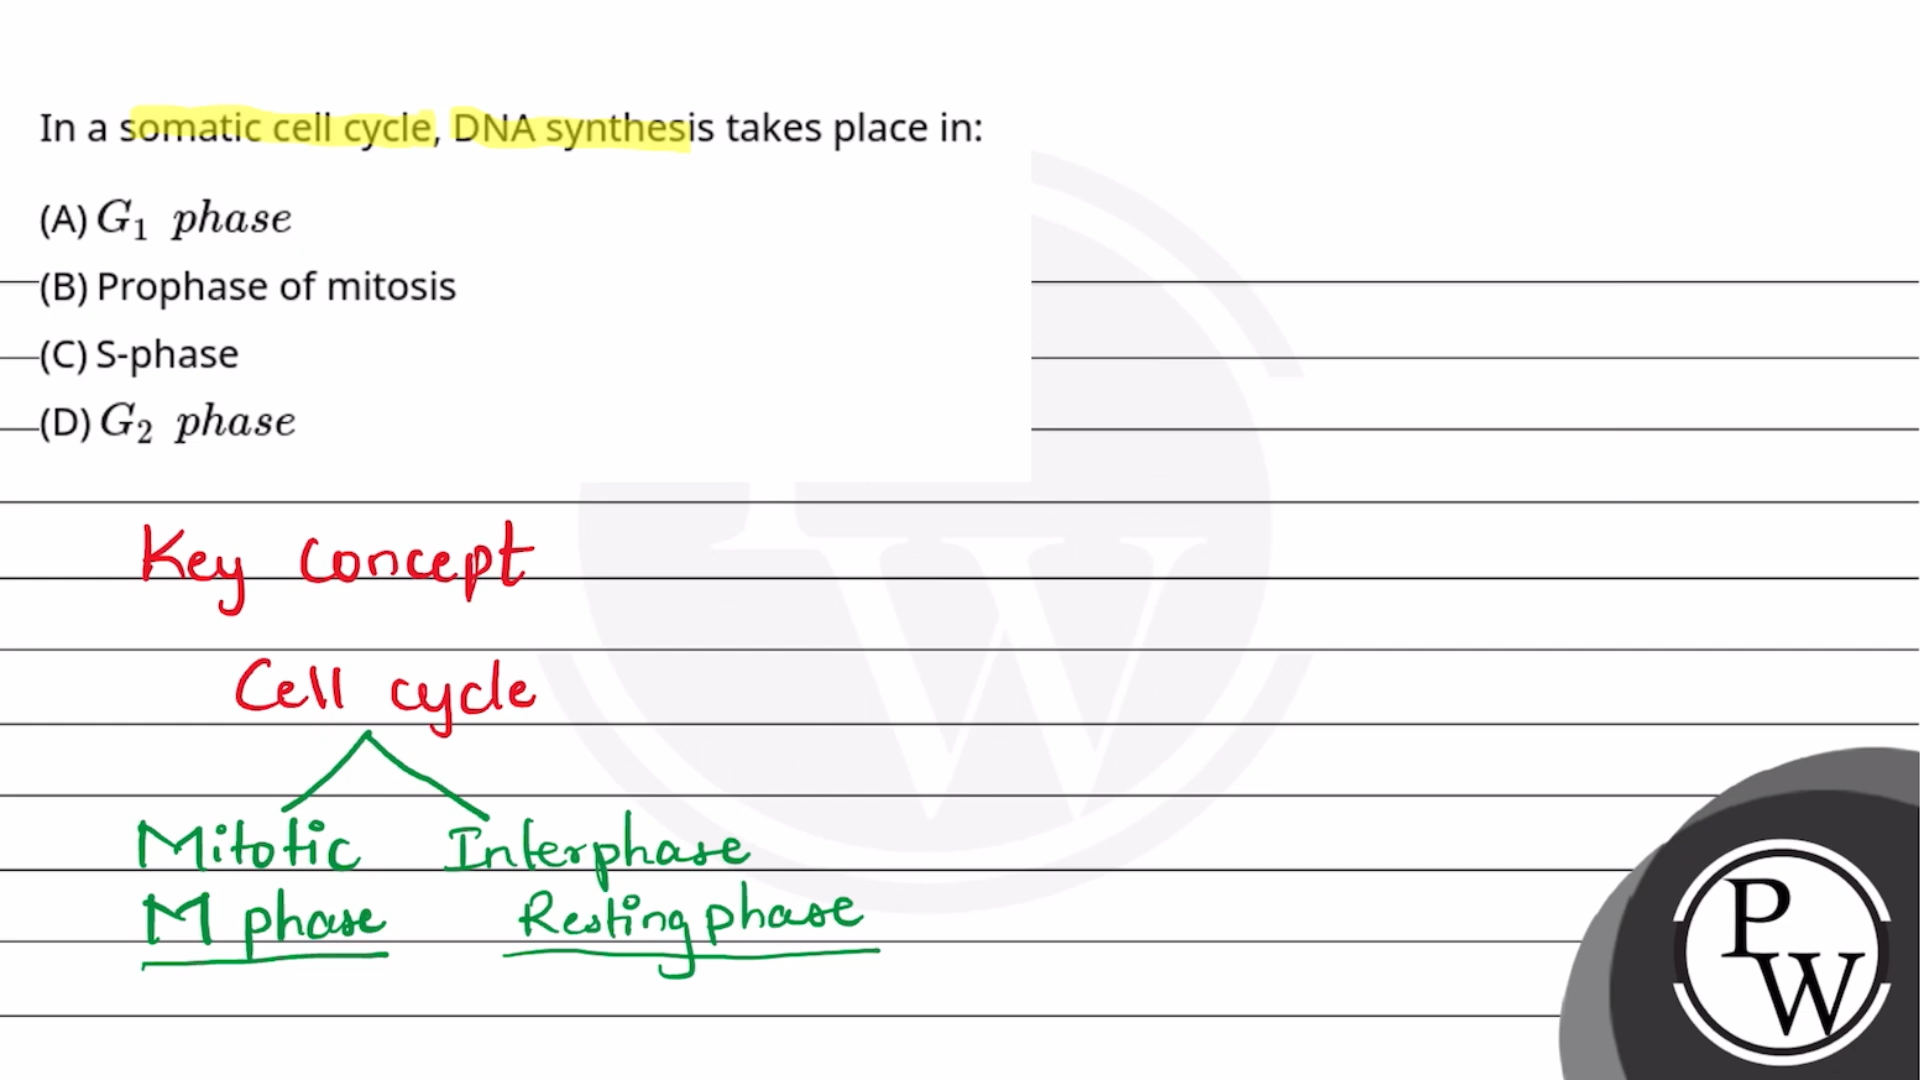 In a somatic cell cycle, DNA synthesis takes place in:
(A) G₁ phase
(B) Prophase of mitosis
(C) S-phase
(D) G₂ phase
Key concept
Cell cycle
Mitotic Interphase
M phase Resting phase
P
W